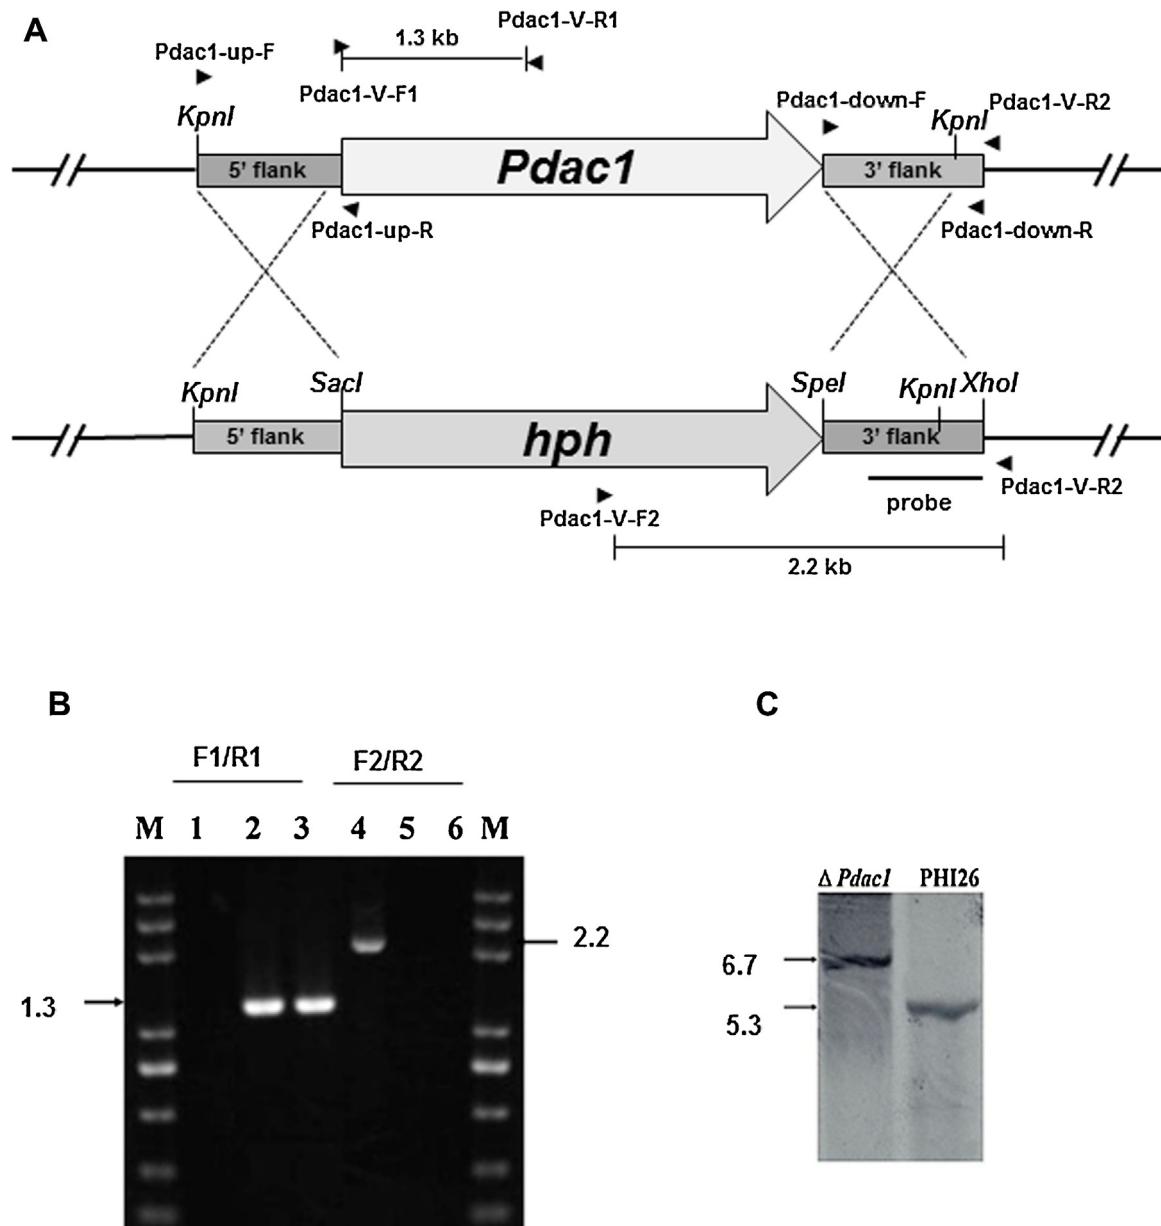 A
Pdac1-V-R1
1.3 kb
Pdac1-up-F
Pdac1-V-F1
Pdac1-down-F
Pdac1-V-R2
KpnI
KpnI
5' flank
Pdac1
3' flank
Pdac1-up-R
Pdac1-down-R
KpnI
SacI
SpeI
KpnI
XhoI
5' flank
hph
3' flank
Pdac1-V-R2
probe
Pdac1-V-F2
2.2 kb
B
C
F1/R1
F2/R2
M 1 2 3 4 5 6 M
2.2
1.3
Δ Pdac1 PHI26
6.7
5.3